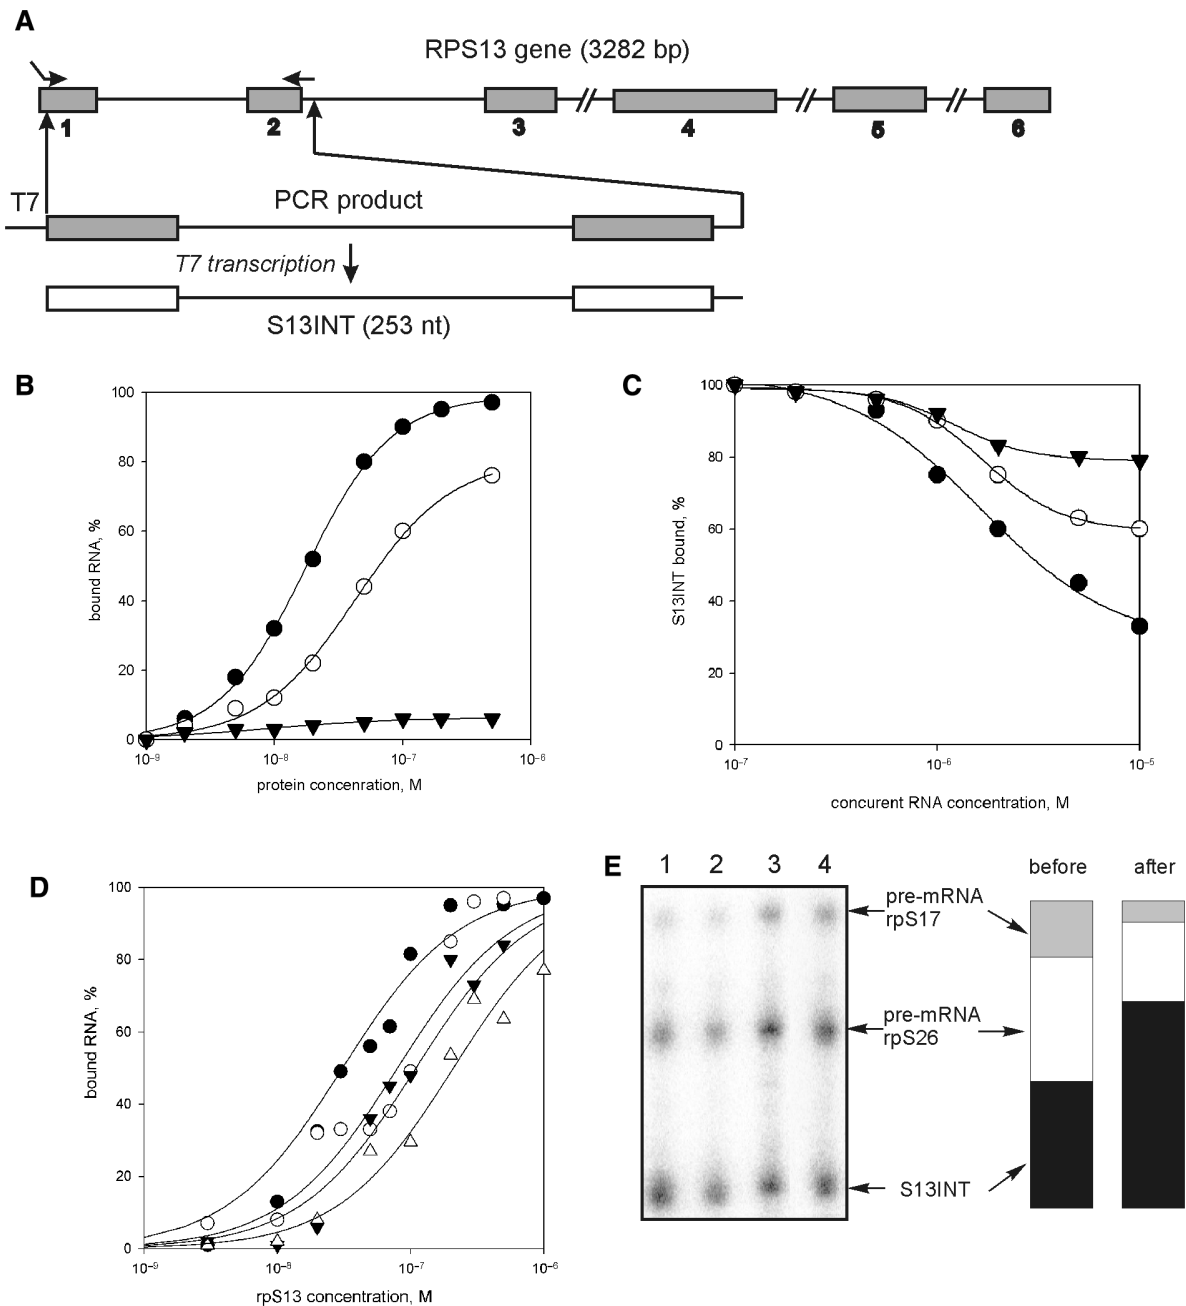 A
RPS13 gene (3282 bp)
1
2
3
4
5
6
T7
PCR product
T7 transcription
S13INT (253 nt)
B
100
80
60
40
20
0
bound RNA, %
10⁻⁹
10⁻⁸
10⁻⁷
10⁻⁶
protein concenration, M
C
100
80
60
40
20
0
S13INT bound, %
10⁻⁷
10⁻⁶
10⁻⁵
concurent RNA concentration, M
D
100
80
60
40
20
0
bound RNA, %
10⁻⁹
10⁻⁸
10⁻⁷
10⁻⁶
rpS13 concentration, M
E
1 2 3 4
before
after
pre-mRNA
rpS17
pre-mRNA
rpS26
S13INT